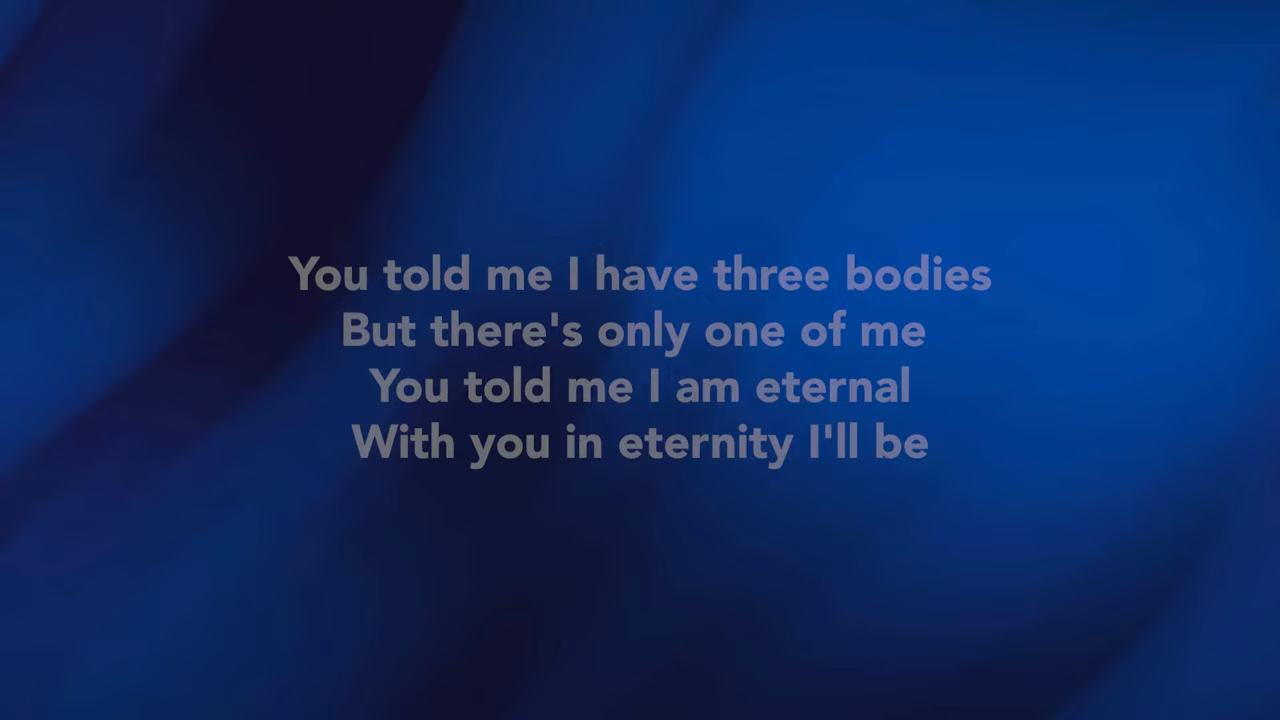 You told me I have three bodies
But there's only one of me
You told me I am eternal
With you in eternity I'll be